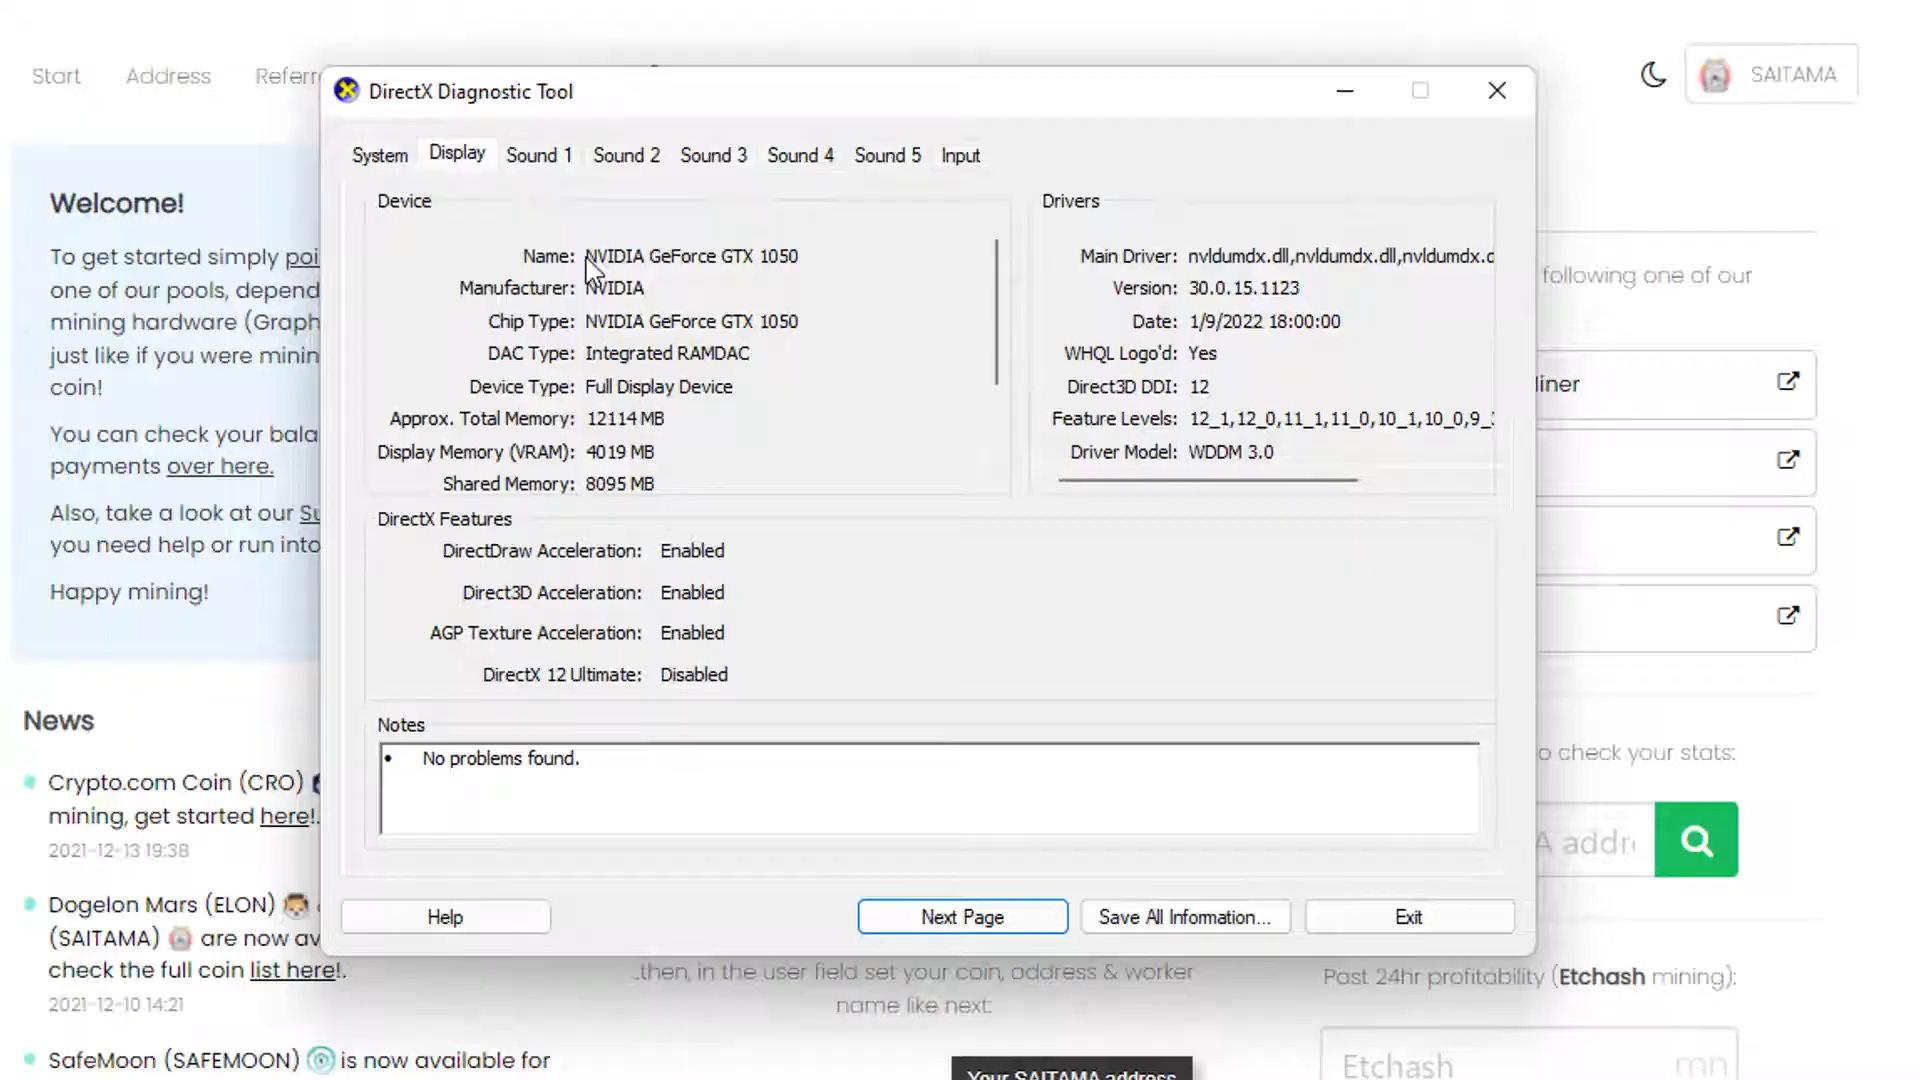 Start Address
SAITAMA
DirectX Diagnostic Tool
System Display Sound 1 Sound 2 Sound 3 Sound 4 Sound 5 Input
Device
Name: NVIDIA GeForce GTX 1050
Manufacturer: NVIDIA
Chip Type: NVIDIA GeForce GTX 1050
DAC Type: Integrated RAMDAC
Device Type: Full Display Device
Approx. Total Memory: 12114 MB
Display Memory (VRAM): 4019 MB
Shared Memory: 8095 MB
Drivers
Main Driver: nvldumdx.dll,nvldumdx.dll,nvldumdx.d
Version: 30.0.15.1123
Date: 1/9/2022 18:00:00
WHQL Logo'd: Yes
Direct3D DDI: 12
Feature Levels: 12_1,12_0,11_1,11_0,10_1,10_0,9_
Driver Model: WDDM 3.0
DirectX Features
DirectDraw Acceleration: Enabled
Direct3D Acceleration: Enabled
AGP Texture Acceleration: Enabled
DirectX 12 Ultimate: Disabled
Notes
• No problems found.
Help Next Page Save All Information... Exit
Welcome!
To get started simply poi
one of our pools, depend
mining hardware (Graph
just like if you were minin
coin!
You can check your bala
payments over here.
Also, take a look at our Su
you need help or run into
Happy mining!
News
Crypto.com Coin (CRO)
mining, get started here!.
2021-12-13 19:38
Dogelon Mars (ELON)
(SAITAMA) are now av
check the full coin list here!.
2021-12-10 14:21
SafeMoon (SAFEMOON) is now available for
..then, in the user field set your coin, address & worker
name like next:
Your SAITAMA address
following one of our
iner
o check your stats:
A addr
Past 24hr profitability (Etchash mining):
Etchash mn